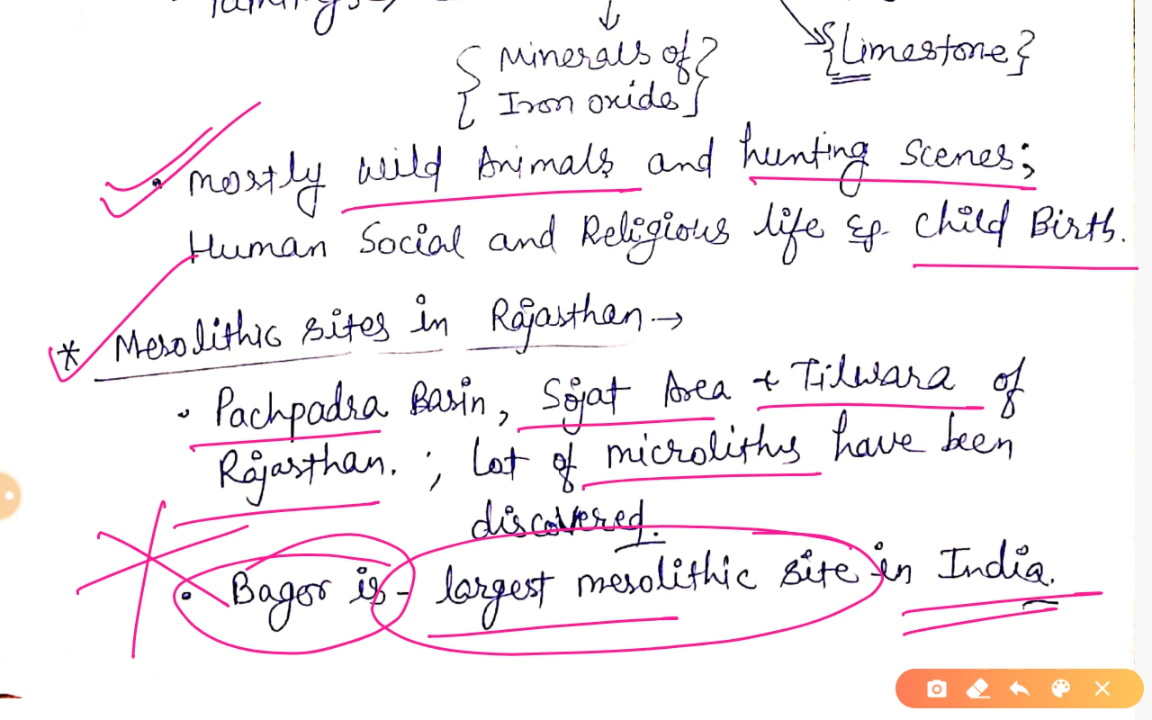 { Minerals of }
{ Iron oxide }
{Limestone}
• mostly wild Animals and hunting scenes;
Human Social and Religious life Esp. child Birth.
* Mesolithic sites in Rajasthan →
• Pachpadra Basin, Sojat Area + Tilwara of
Rajasthan. ; Lot of microliths have been
discovered.
• Bagor is - largest mesolithic site in India.